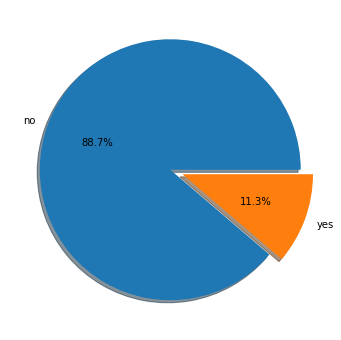 no
88.7%
11.3%
yes